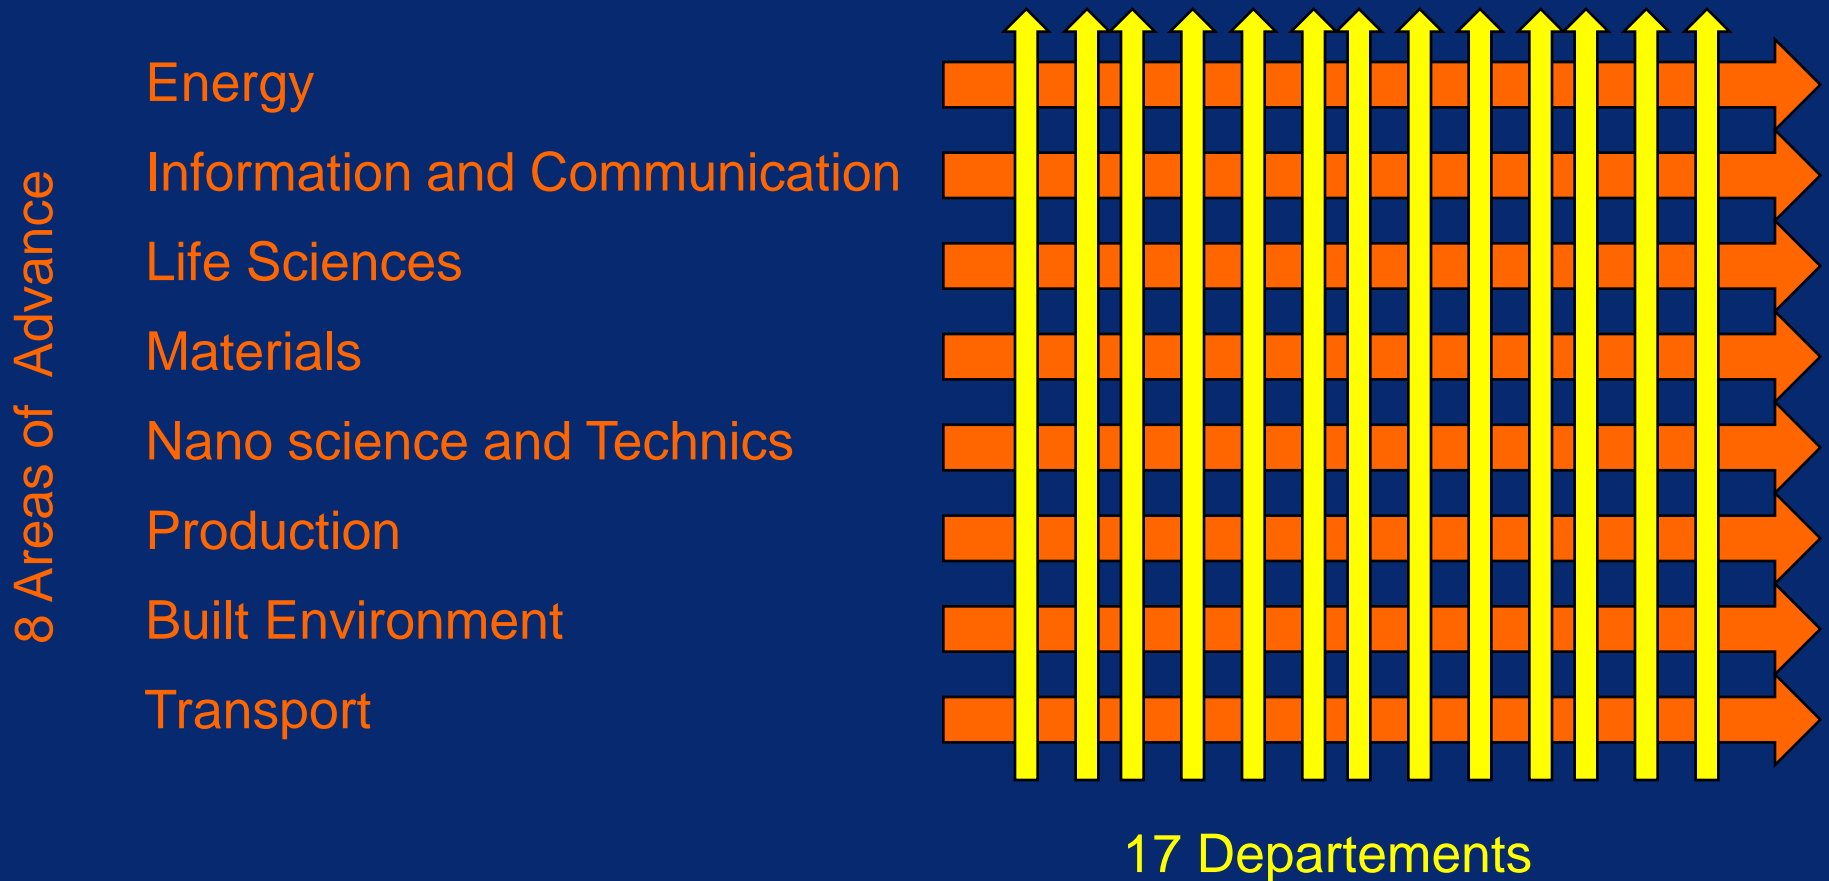 8 Areas of Advance
Energy
Information and Communication
Life Sciences
Materials
Nano science and Technics
Production
Built Environment
Transport
17 Departements